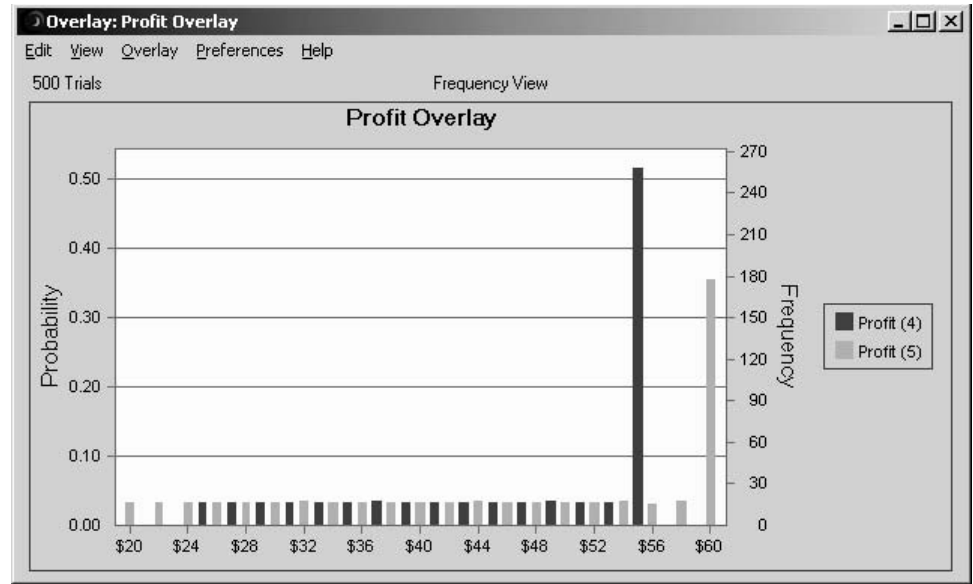 Overlay: Profit Overlay
Edit View Overlay Preferences Help
500 Trials Frequency View
Profit Overlay
Probability
0.50
0.40
0.30
0.20
0.10
0.00
$20 $24 $28 $32 $36 $40 $44 $48 $52 $56 $60
270
240
210
180
150
120
90
60
30
0
Frequency
Profit (4)
Profit (5)